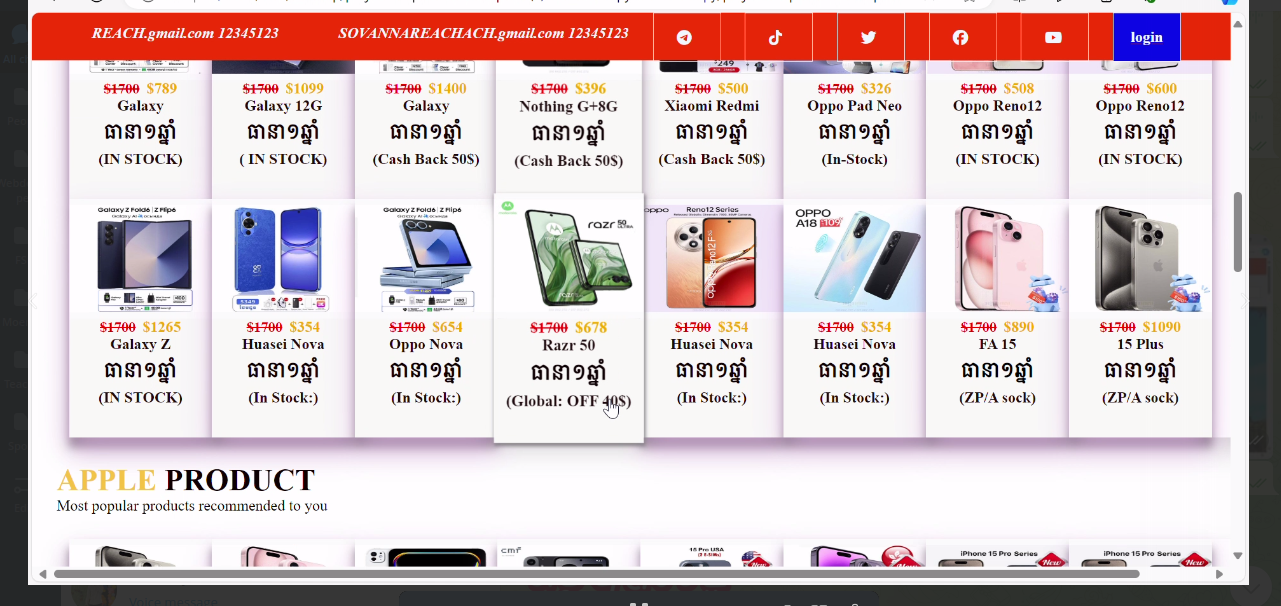 REACH.gmail.com 12345123 SOVANNAREACHACH.gmail.com 12345123 login
$249
$1700 $789 $1700 $1099 $1700 $1400 $1700 $396 $1700 $500 $1700 $326 $1700 $508 $1700 $600
Galaxy Galaxy 12G Galaxy Nothing G+8G Xiaomi Redmi Oppo Pad Neo Oppo Reno12 Oppo Reno12
ធានា១ឆ្នាំ ធានា១ឆ្នាំ ធានា១ឆ្នាំ ធានា១ឆ្នាំ ធានា១ឆ្នាំ ធានា១ឆ្នាំ ធានា១ឆ្នាំ ធានា១ឆ្នាំ
(IN STOCK) ( IN STOCK) (Cash Back 50$) (Cash Back 50$) (Cash Back 50$) (In-Stock) (IN STOCK) (IN STOCK)
Galaxy Z Fold6 | Z Flip6 Galaxy Z Fold6 | Z Flip6 oppo Reno12 Series OPPO
A18 109
razr 50
ULTRA
$1700 $1265 $1700 $354 $1700 $654 $1700 $678 $1700 $354 $1700 $354 $1700 $890 $1700 $1090
Galaxy Z Huasei Nova Oppo Nova Razr 50 Huasei Nova Huasei Nova FA 15 15 Plus
ធានា១ឆ្នាំ ធានា១ឆ្នាំ ធានា១ឆ្នាំ ធានា១ឆ្នាំ ធានា១ឆ្នាំ ធានា១ឆ្នាំ ធានា១ឆ្នាំ ធានា១ឆ្នាំ
(IN STOCK) (In Stock:) (In Stock:) (Global: OFF 40$) (In Stock:) (In Stock:) (ZP/A sock) (ZP/A sock)
APPLE PRODUCT
Most popular products recommended to you
cmf 15 Pro USA iPhone 15 Pro Series iPhone 15 Pro Series
New New
Voice message